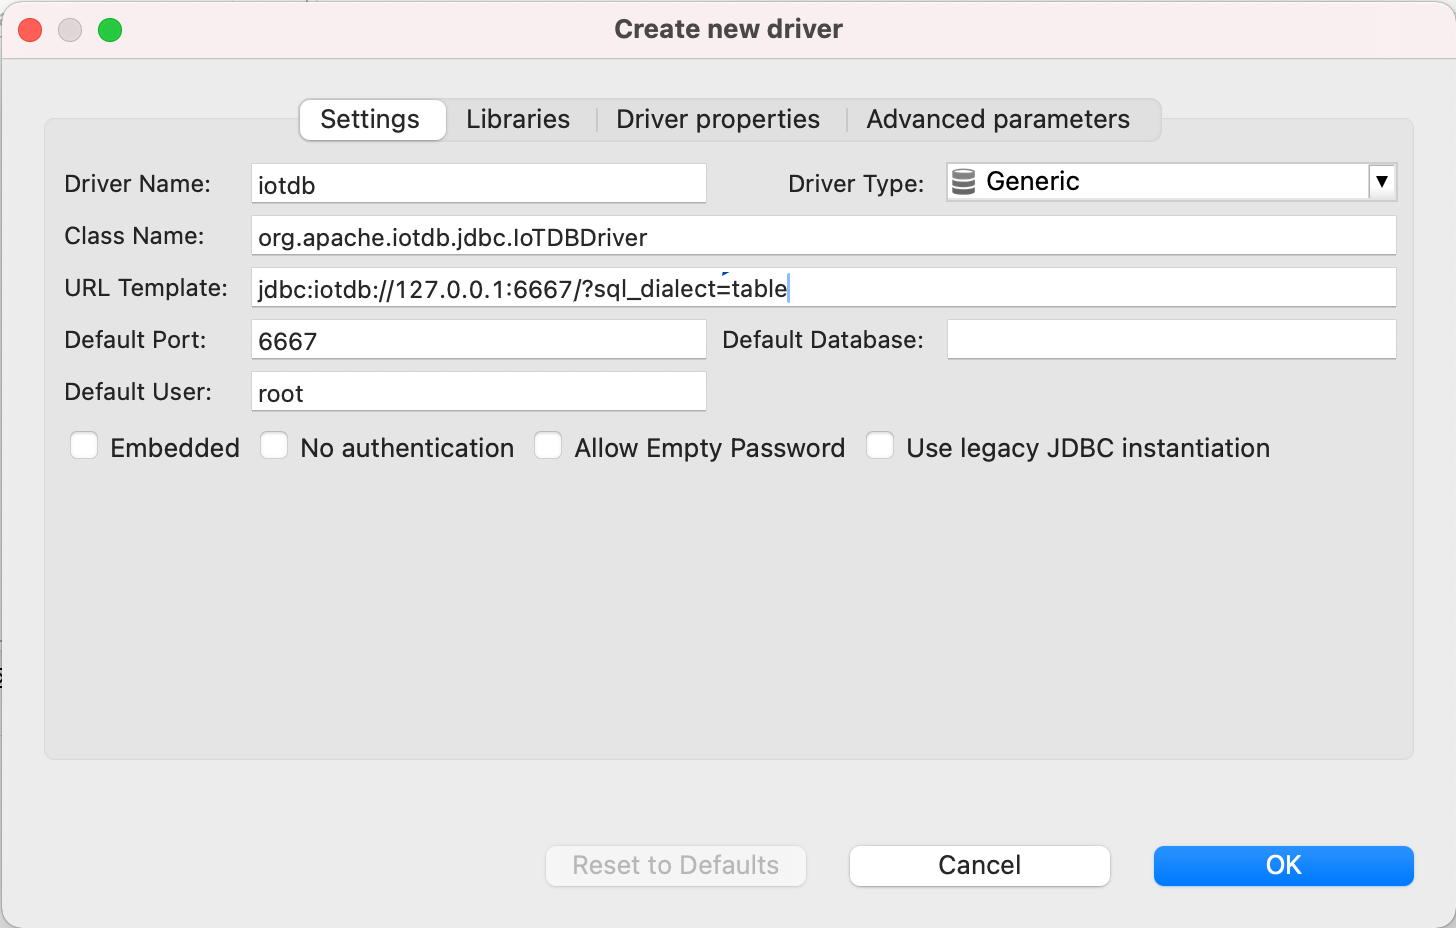 Create new driver
Settings Libraries Driver properties Advanced parameters
Driver Name: iotdb Driver Type: Generic
Class Name: org.apache.iotdb.jdbc.IoTDBDriver
URL Template: jdbc:iotdb://127.0.0.1:6667/?sql_dialect=table
Default Port: 6667 Default Database:
Default User: root
Embedded No authentication Allow Empty Password Use legacy JDBC instantiation
Reset to Defaults Cancel OK